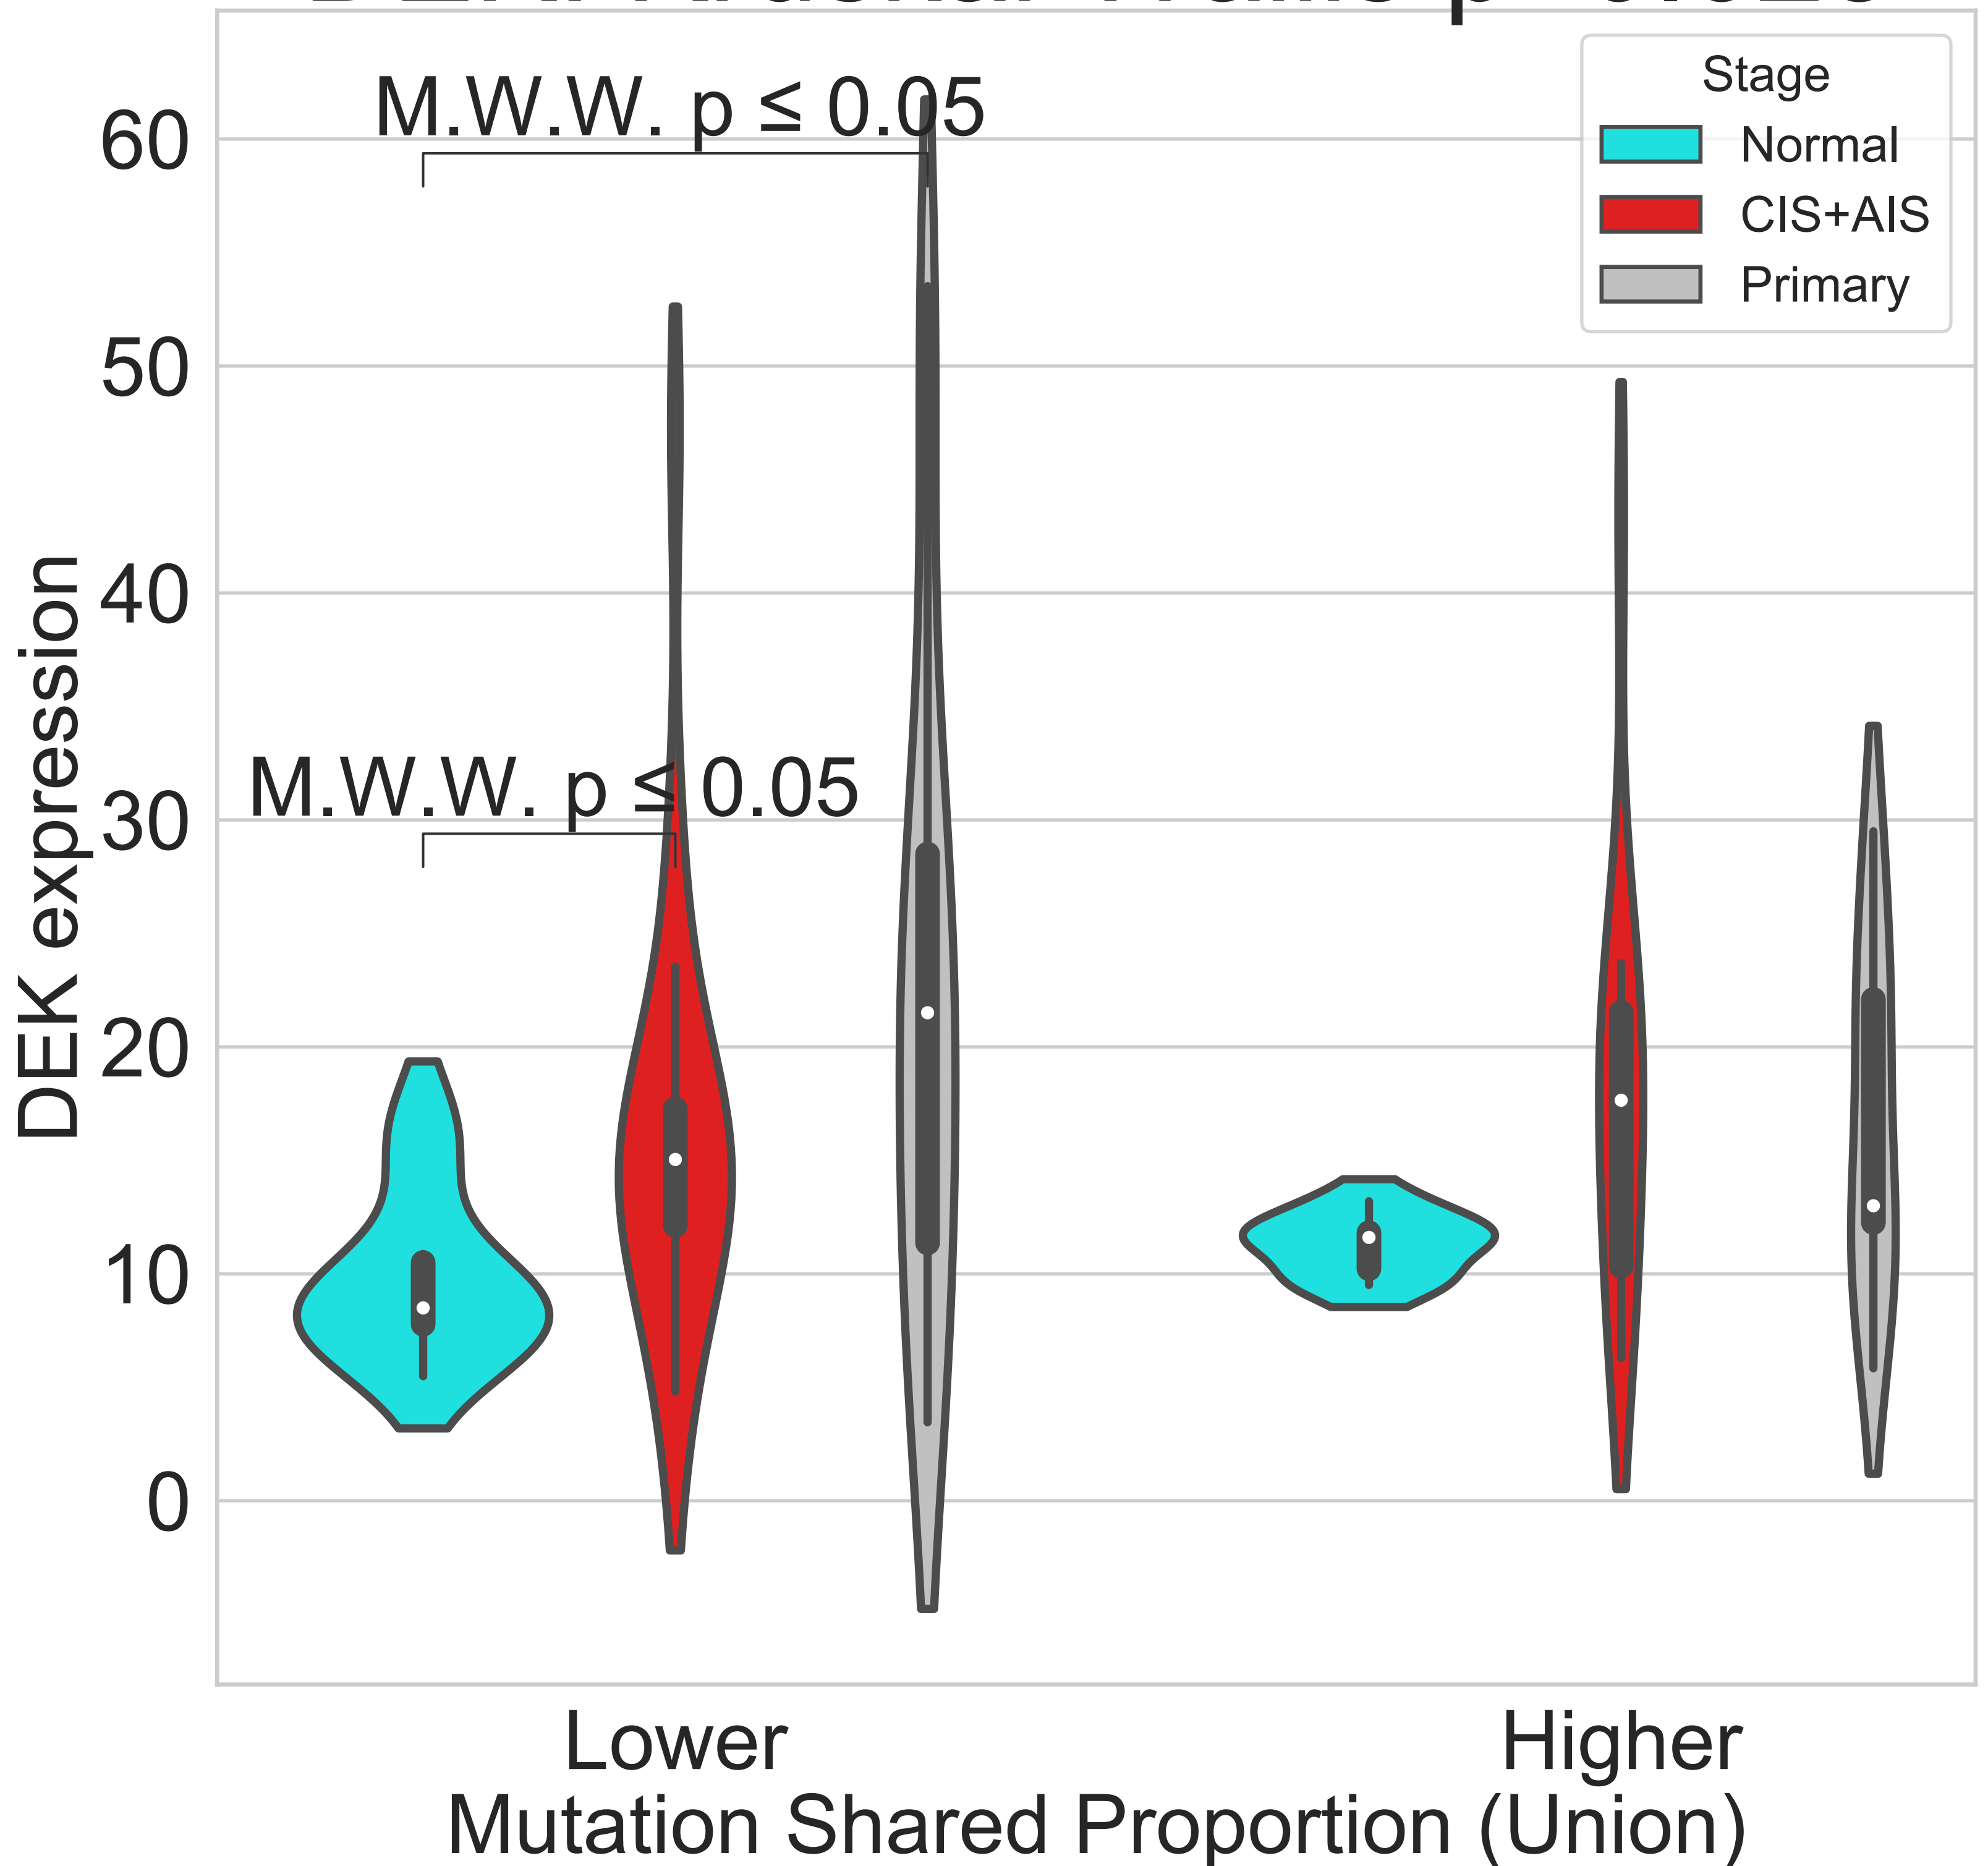 Stage
Normal
CIS+AIS
Primary
M.W.W. p ≤ 0.05
M.W.W. p ≤ 0.05
60
50
40
30
20
10
0
DEK expression
Lower
Higher
Mutation Shared Proportion (Union)